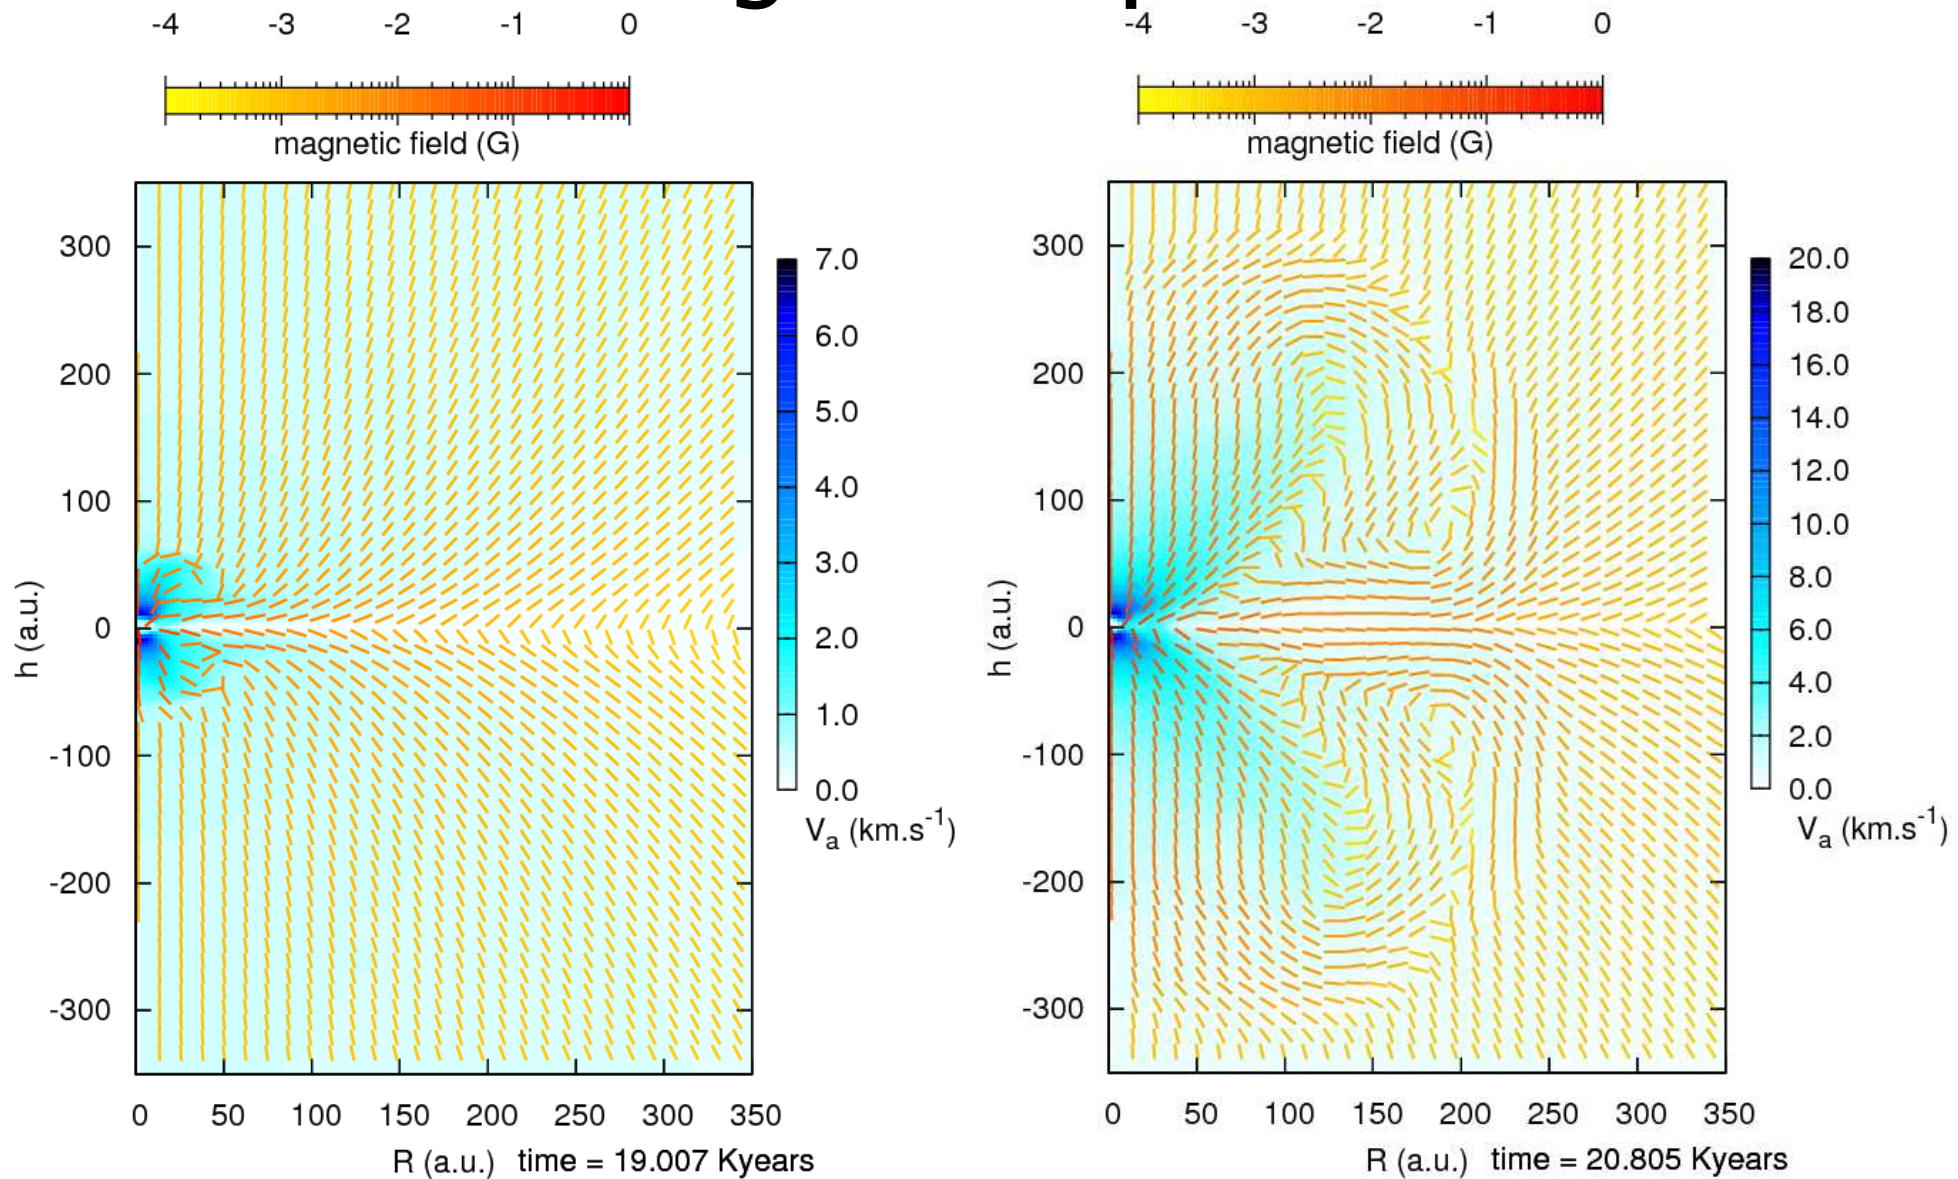 -4 -3 -2 -1 0
magnetic field (G)
300
200
100
0
-100
-200
-300
h (a.u.)
0 50 100 150 200 250 300 350
R (a.u.) time = 19.007 Kyears
7.0
6.0
5.0
4.0
3.0
2.0
1.0
0.0
Va (km.s-1)
-4 -3 -2 -1 0
magnetic field (G)
300
200
100
0
-100
-200
-300
h (a.u.)
0 50 100 150 200 250 300 350
R (a.u.) time = 20.805 Kyears
20.0
18.0
16.0
14.0
12.0
10.0
8.0
6.0
4.0
2.0
0.0
Va (km.s-1)